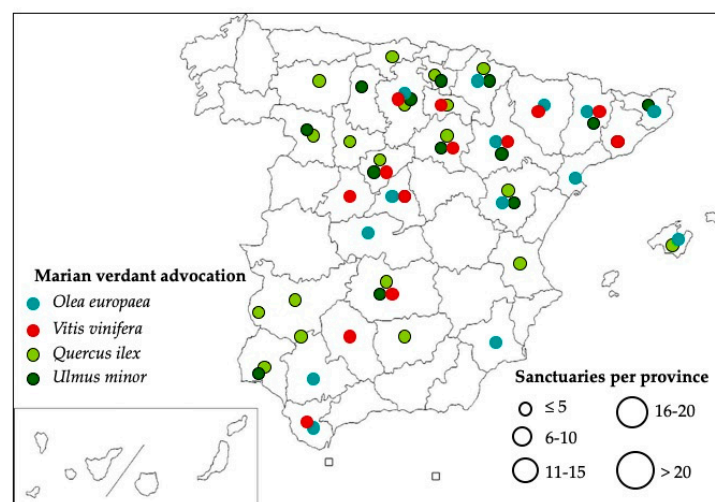 Marian verdant advocation
Olea europaea
Vitis vinifera
Quercus ilex
Ulmus minor
Sanctuaries per province
≤ 5
6-10
11-15
16-20
> 20